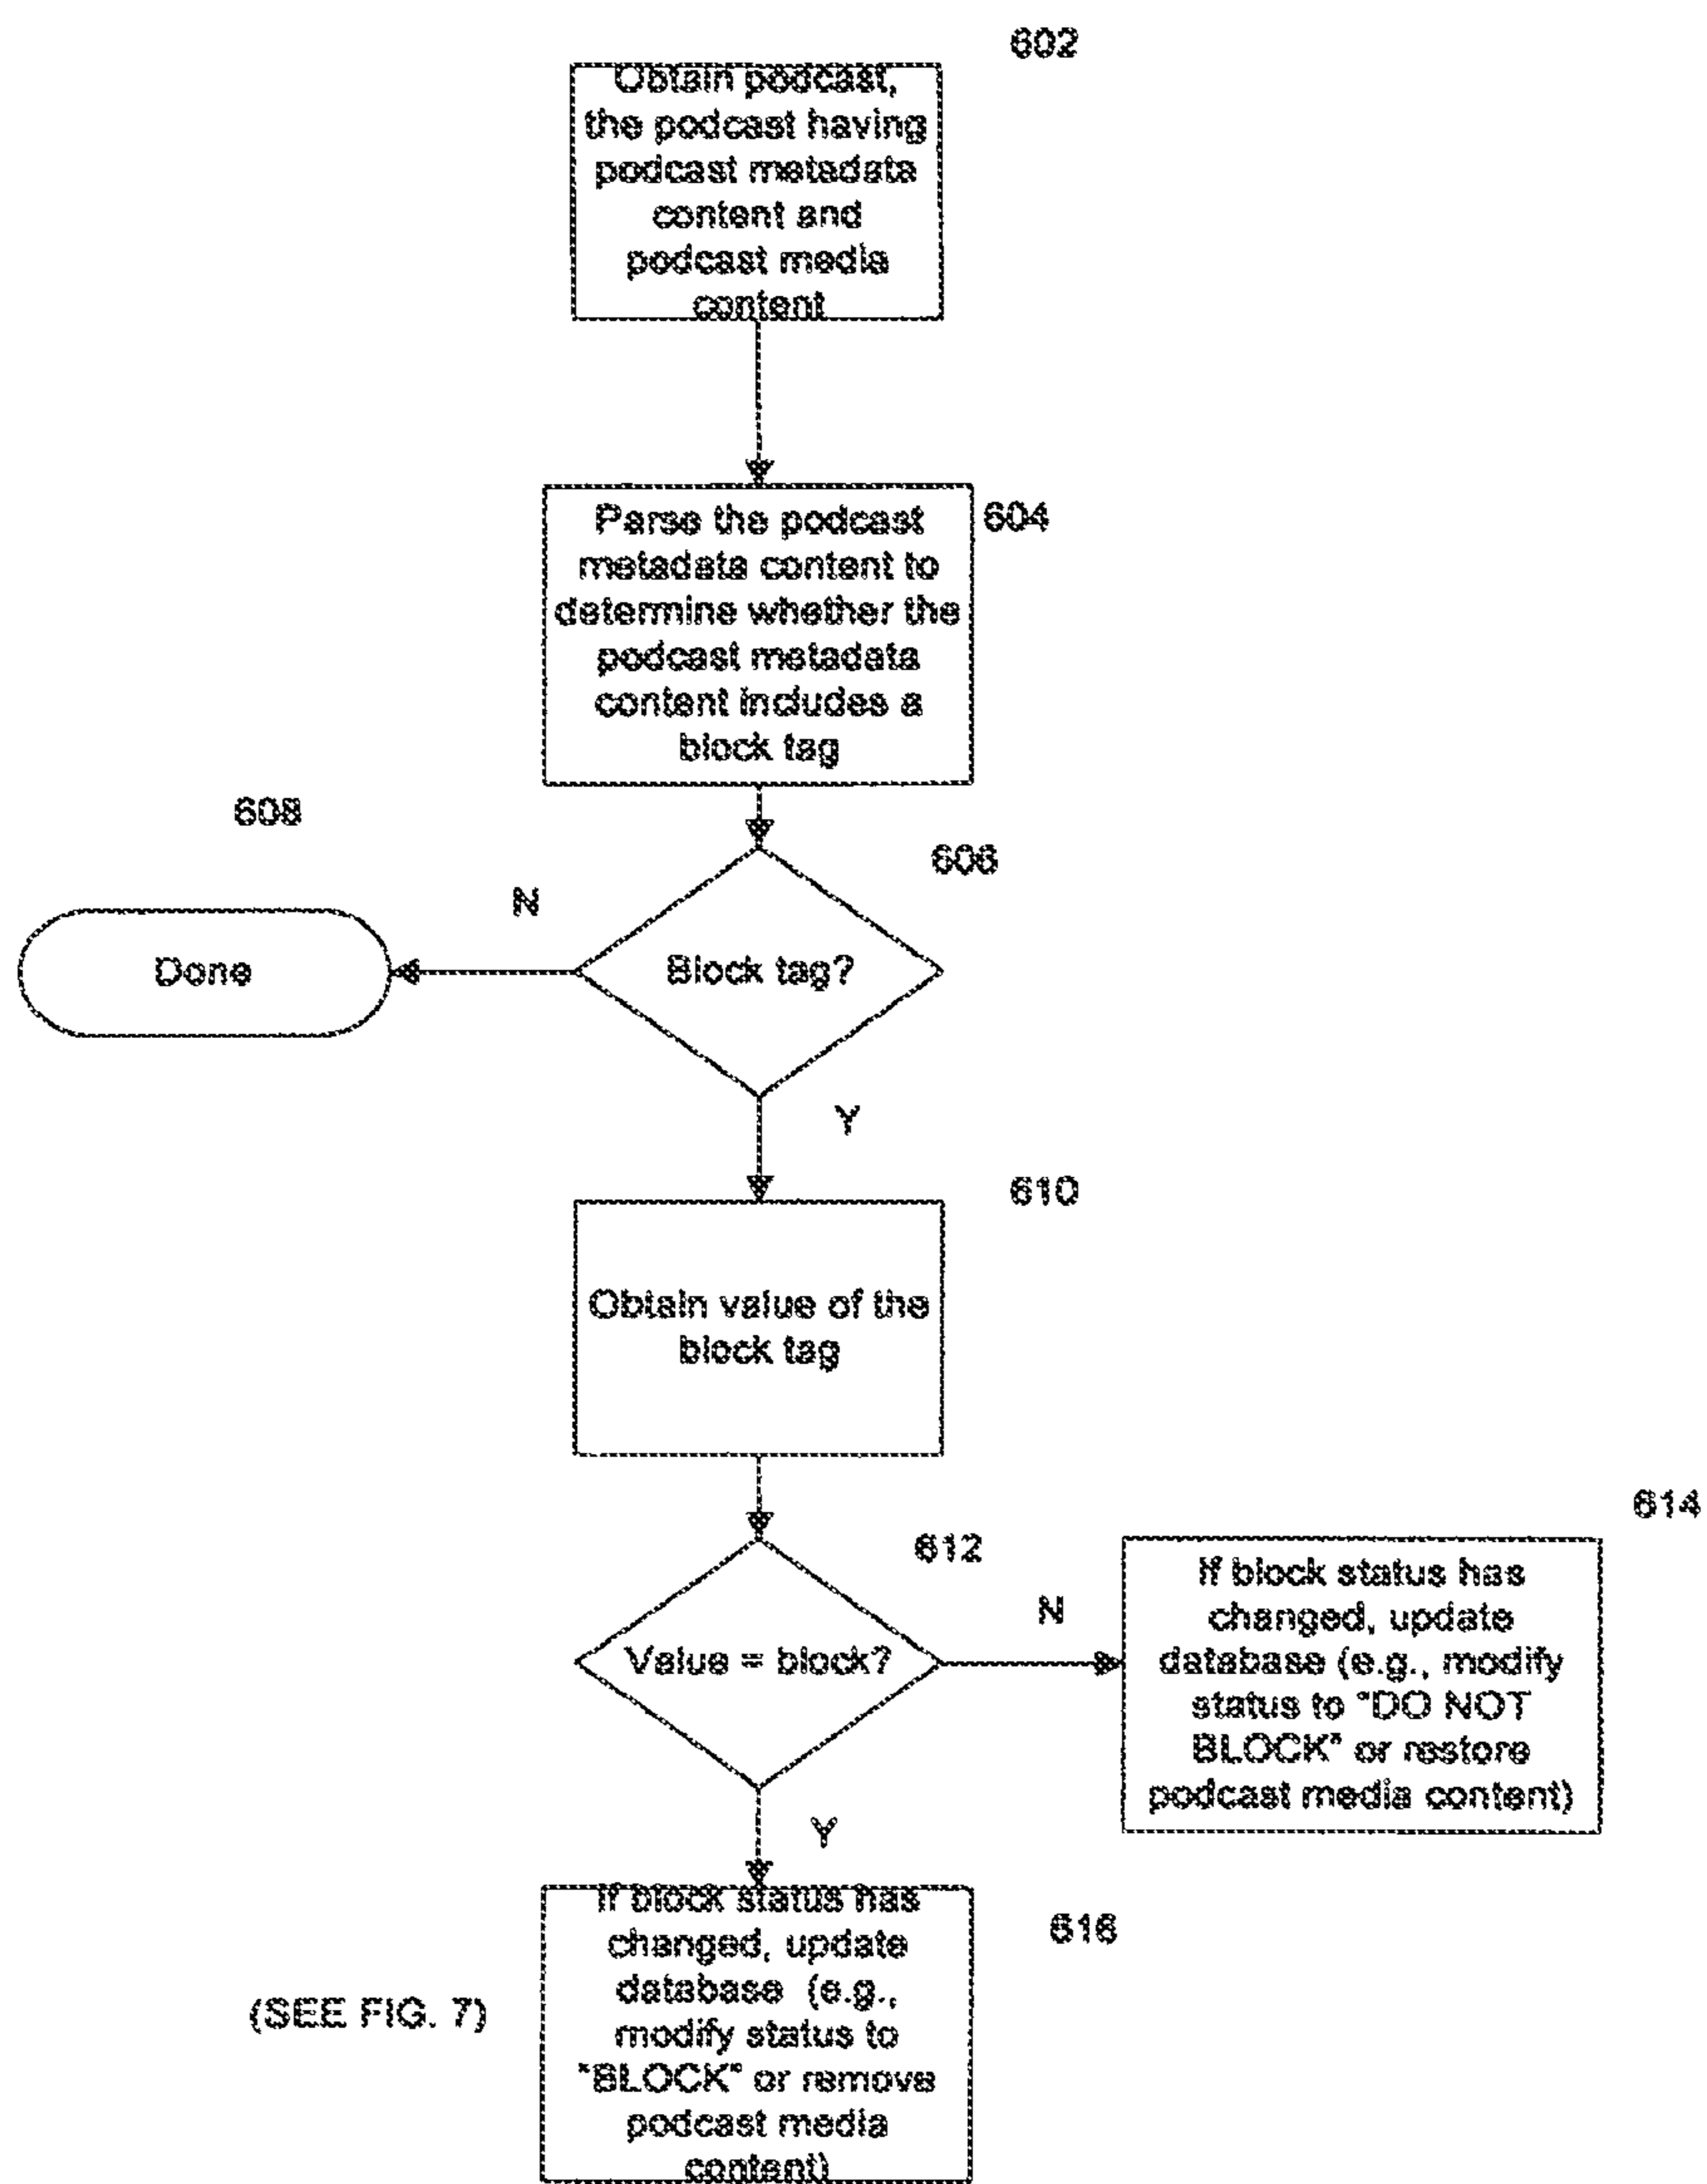 602
Obtain podcast,
the podcast having
podcast metadata
content and
podcast media
content
Parse the podcast
metadata content to
determine whether the
podcast metadata
content includes a
block tag
604
608
606
N
Done
Block tag?
Y
610
Obtain value of the
block tag
614
612
If block status has
changed, update
database (e.g., modify
status to "DO NOT
BLOCK" or restore
podcast media content)
N
Value = block?
Y
If block status has
changed, update
database (e.g.,
modify status to
"BLOCK" or remove
podcast media
content)
616
(SEE FIG. 7)